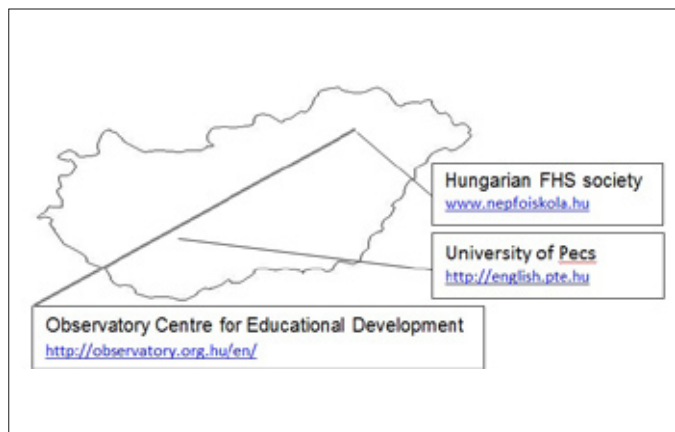 Hungarian FHS society
www.nepfoiskola.hu
University of Pecs
http://english.pte.hu
Observatory Centre for Educational Development
http://observatory.org.hu/en/